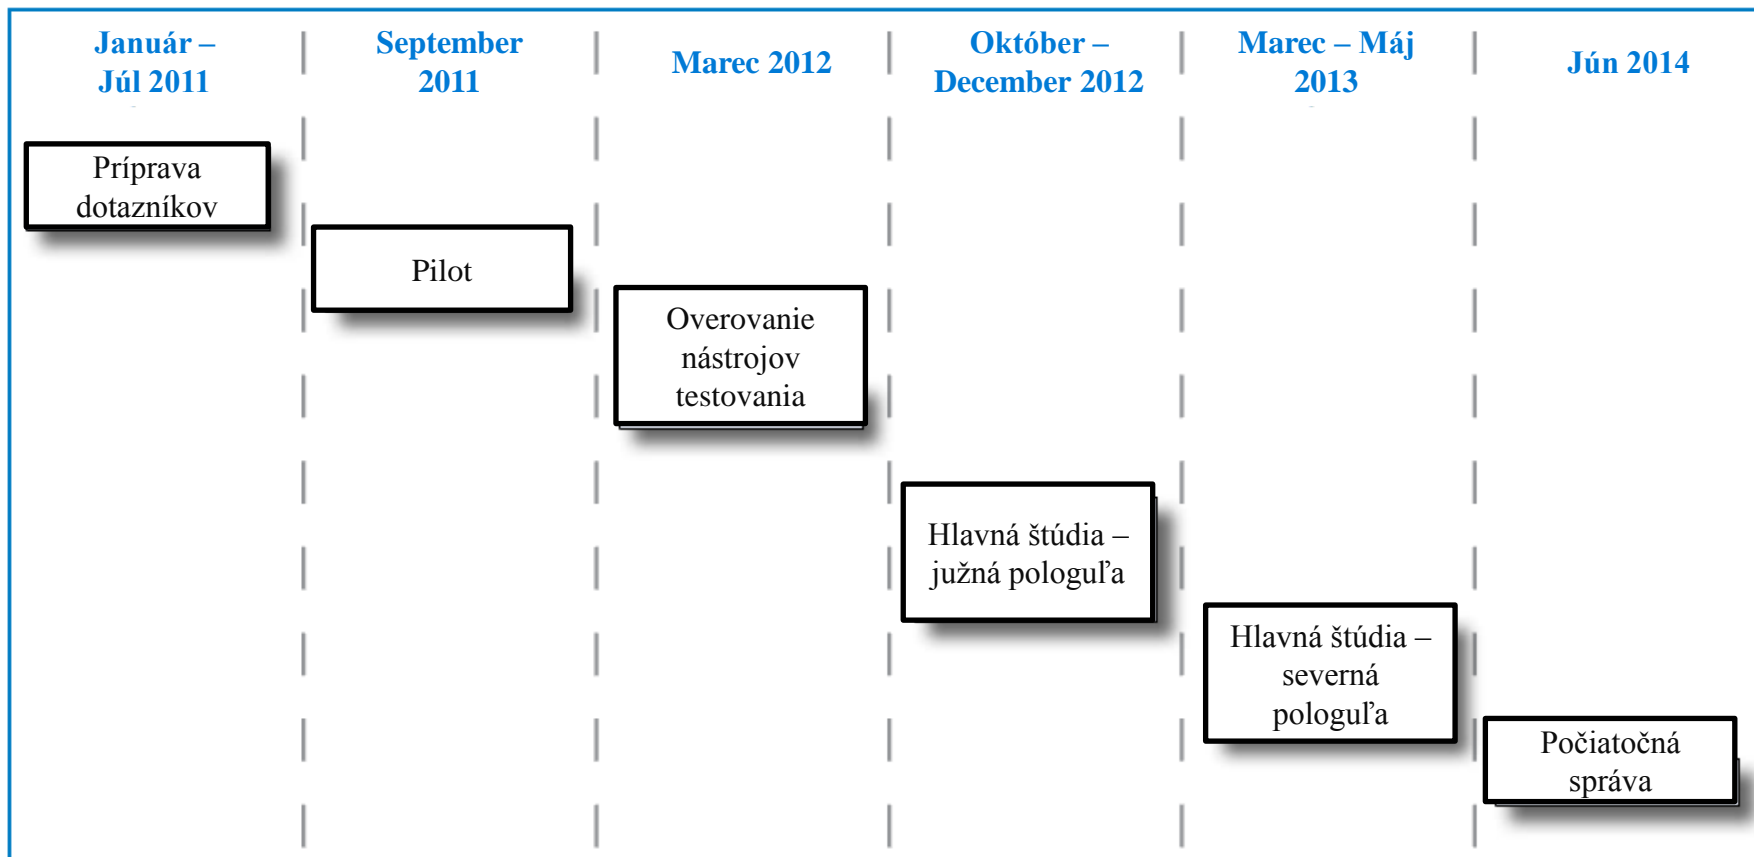 Január –
Júl 2011
September
2011
Marec 2012
Október –
December 2012
Marec – Máj
2013
Jún 2014
Príprava
dotazníkov
Pilot
Overovanie
nástrojov
testovania
Hlavná štúdia –
južná pologuľa
Hlavná štúdia –
severná
pologuľa
Počiatočná
správa